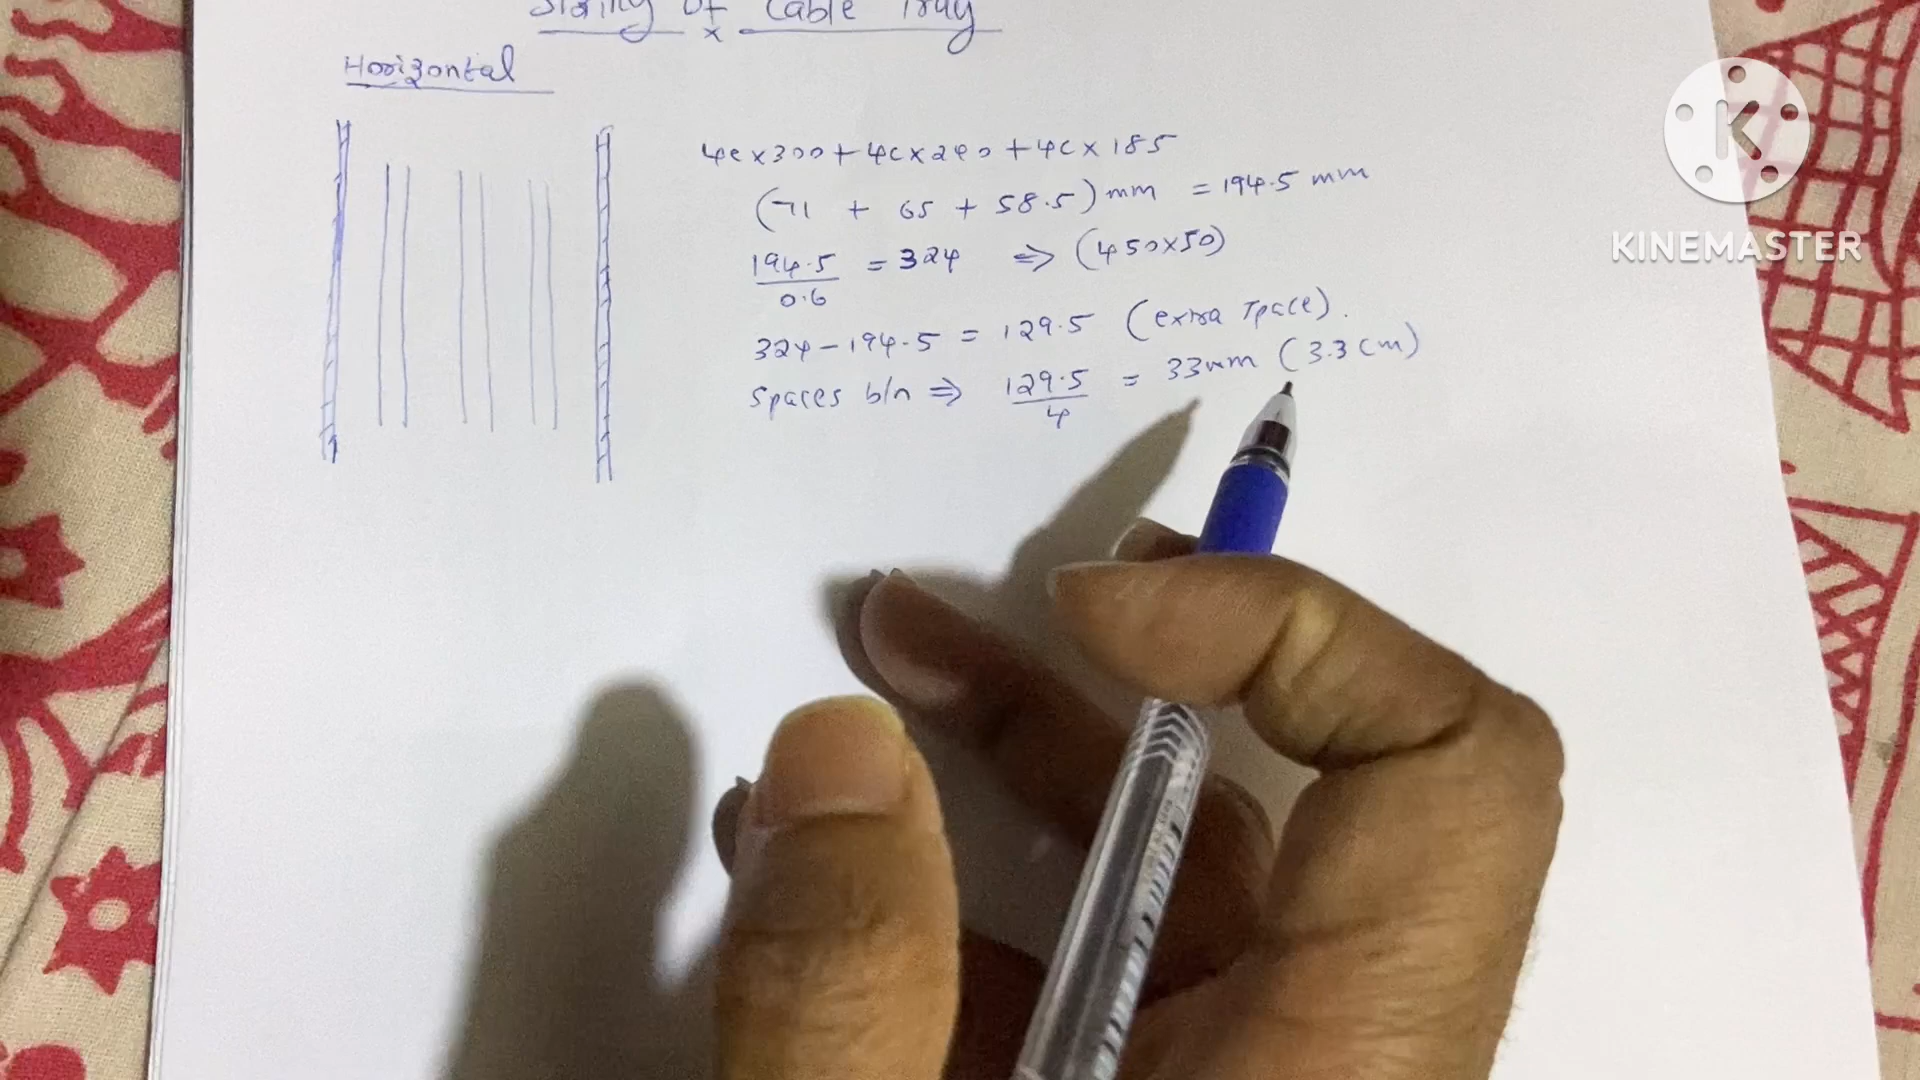 Sizing of Cable Tray
x
Horizontal
4c x 300 + 4c x 240 + 4c x 185
(71 + 65 + 58.5) mm = 194.5 mm
194.5 / 0.6 = 324 ⇒ (450x50)
324 - 194.5 = 129.5 (extra space).
Spaces b/n ⇒ 129.5 / 4 = 33mm (3.3cm)
K
KINEMASTER